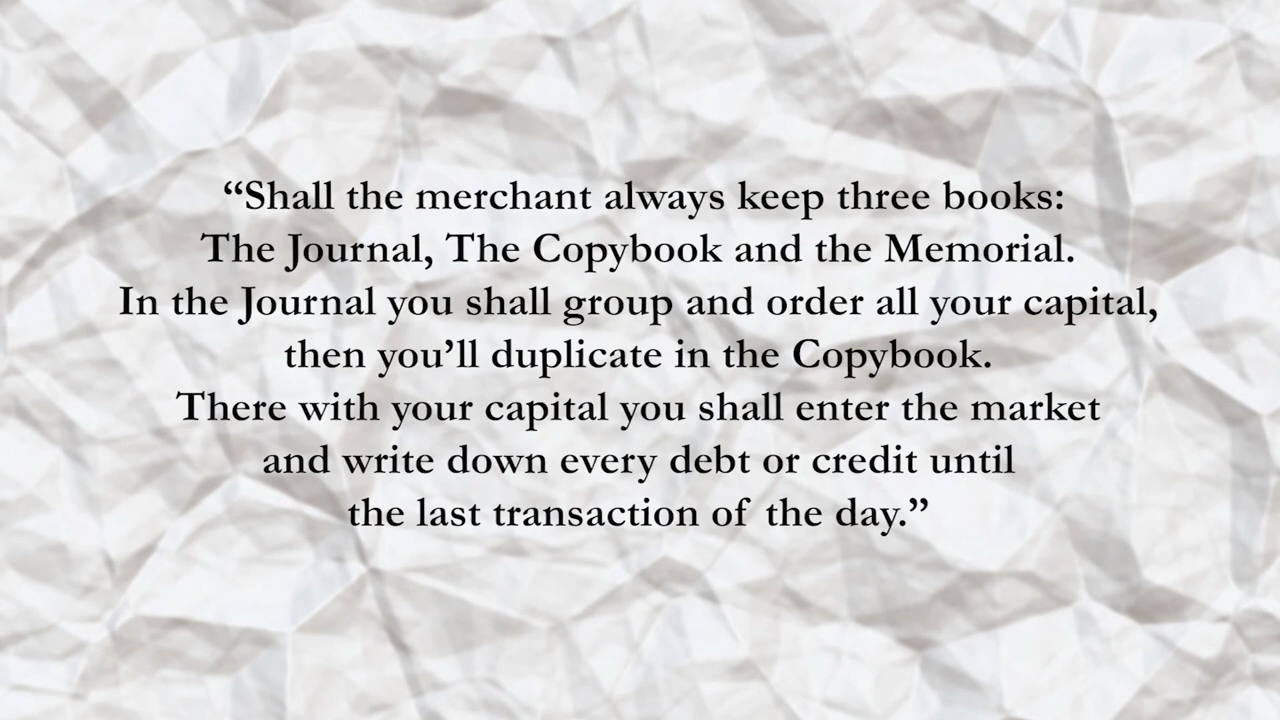 “Shall the merchant always keep three books:
The Journal, The Copybook and the Memorial.
In the Journal you shall group and order all your capital,
then you’ll duplicate in the Copybook.
There with your capital you shall enter the market
and write down every debt or credit until
the last transaction of the day.”